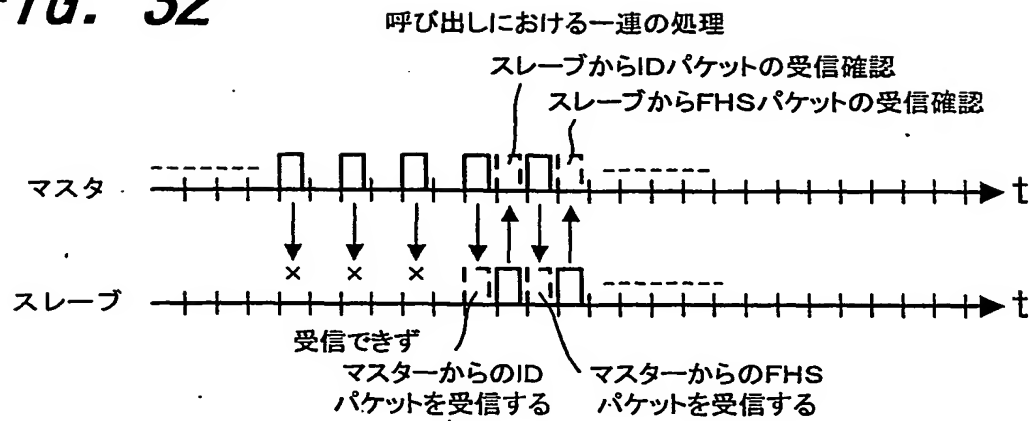 FIG. 32
呼び出しにおける一連の処理
スレーブからIDパケットの受信確認
スレーブからFHSパケットの受信確認
マスタ
t
× × ×
スレーブ
t
受信できず
マスターからのID
パケットを受信する
マスターからのFHS
パケットを受信する